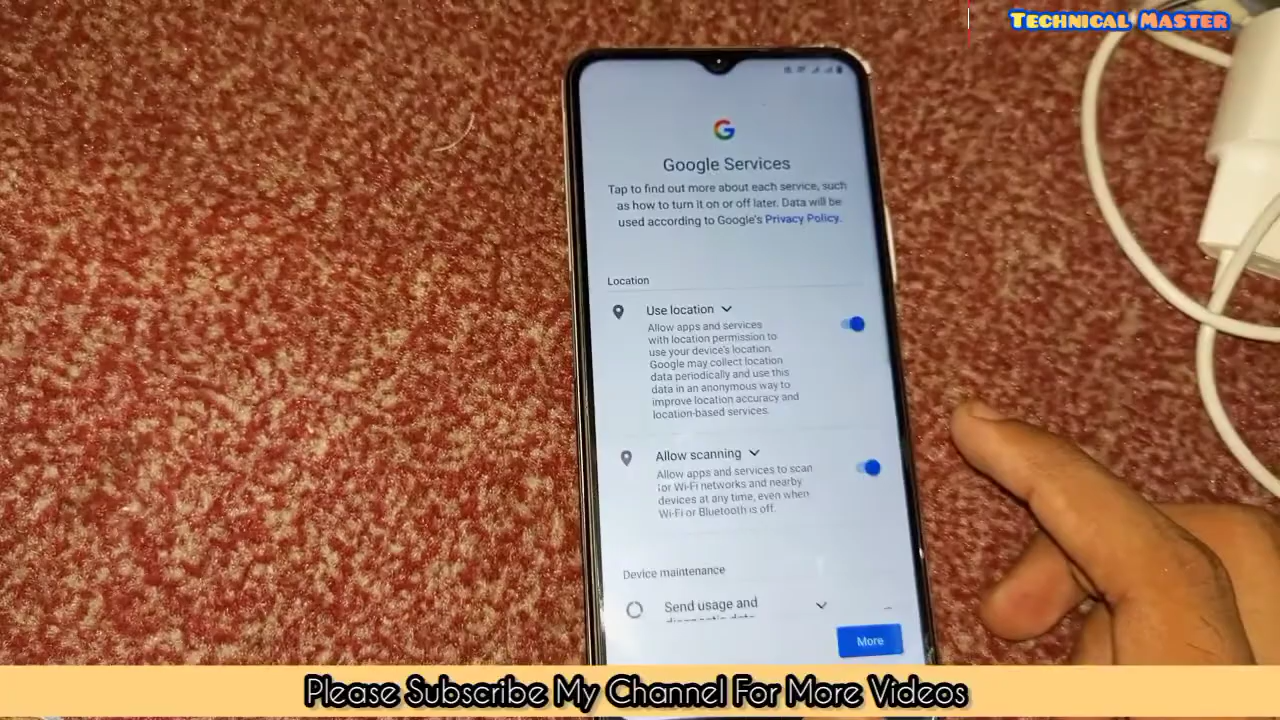 Technical Master
Google Services
Tap to find out more about each service, such
as how to turn it on or off later. Data will be
used according to Google's Privacy Policy.
Location
Use location
Allow apps and services
with location permission to
use your device's location.
Google may collect location
data periodically and use this
data in an anonymous way to
improve location accuracy and
location-based services.
Allow scanning
Allow apps and services to scan
for Wi-Fi networks and nearby
devices at any time, even when
Wi-Fi or Bluetooth is off.
Device maintenance
Send usage and
More
Please Subscribe My Channel For More Videos